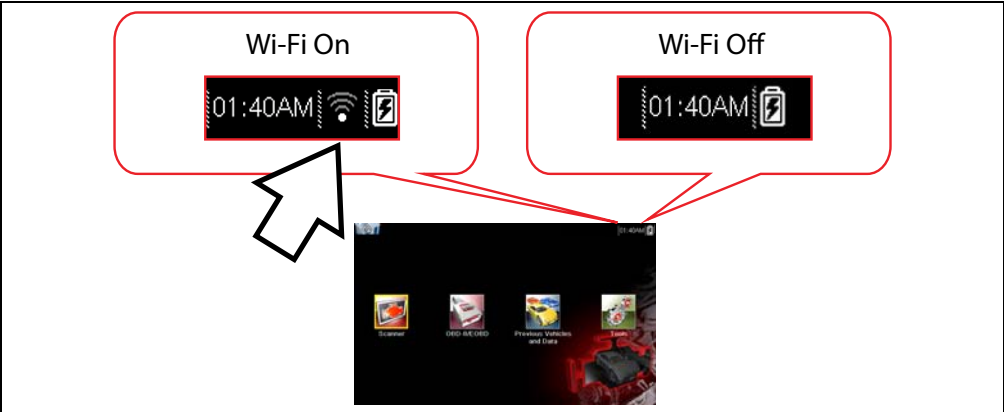 Wi-Fi On
01:40AM
Wi-Fi Off
01:40AM
01:40AM
Scanner
OBD-II/EOBD
Previous Vehicles
and Data
Tools